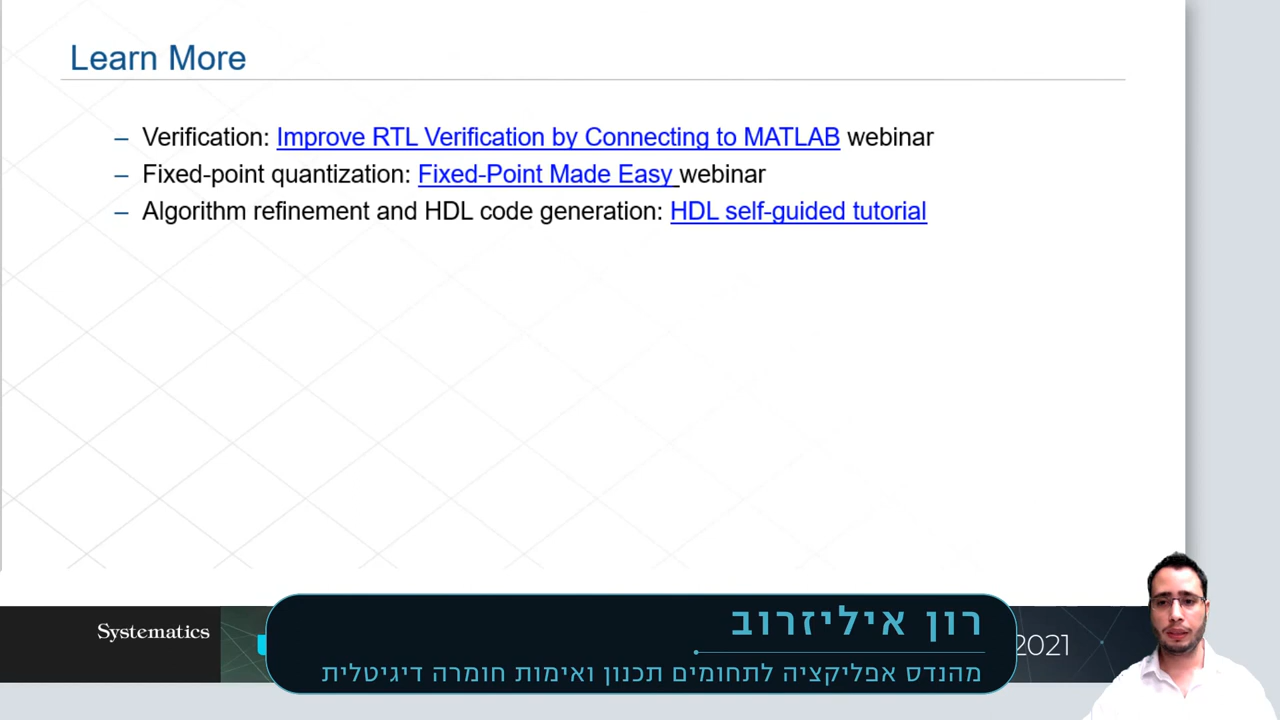 Learn More
– Verification: Improve RTL Verification by Connecting to MATLAB webinar
– Fixed-point quantization: Fixed-Point Made Easy webinar
– Algorithm refinement and HDL code generation: HDL self-guided tutorial
Systematics
רון איליזרוב
2021
מהנדס אפליקציה לתחומים תכנון ואימות חומרה דיגיטלית